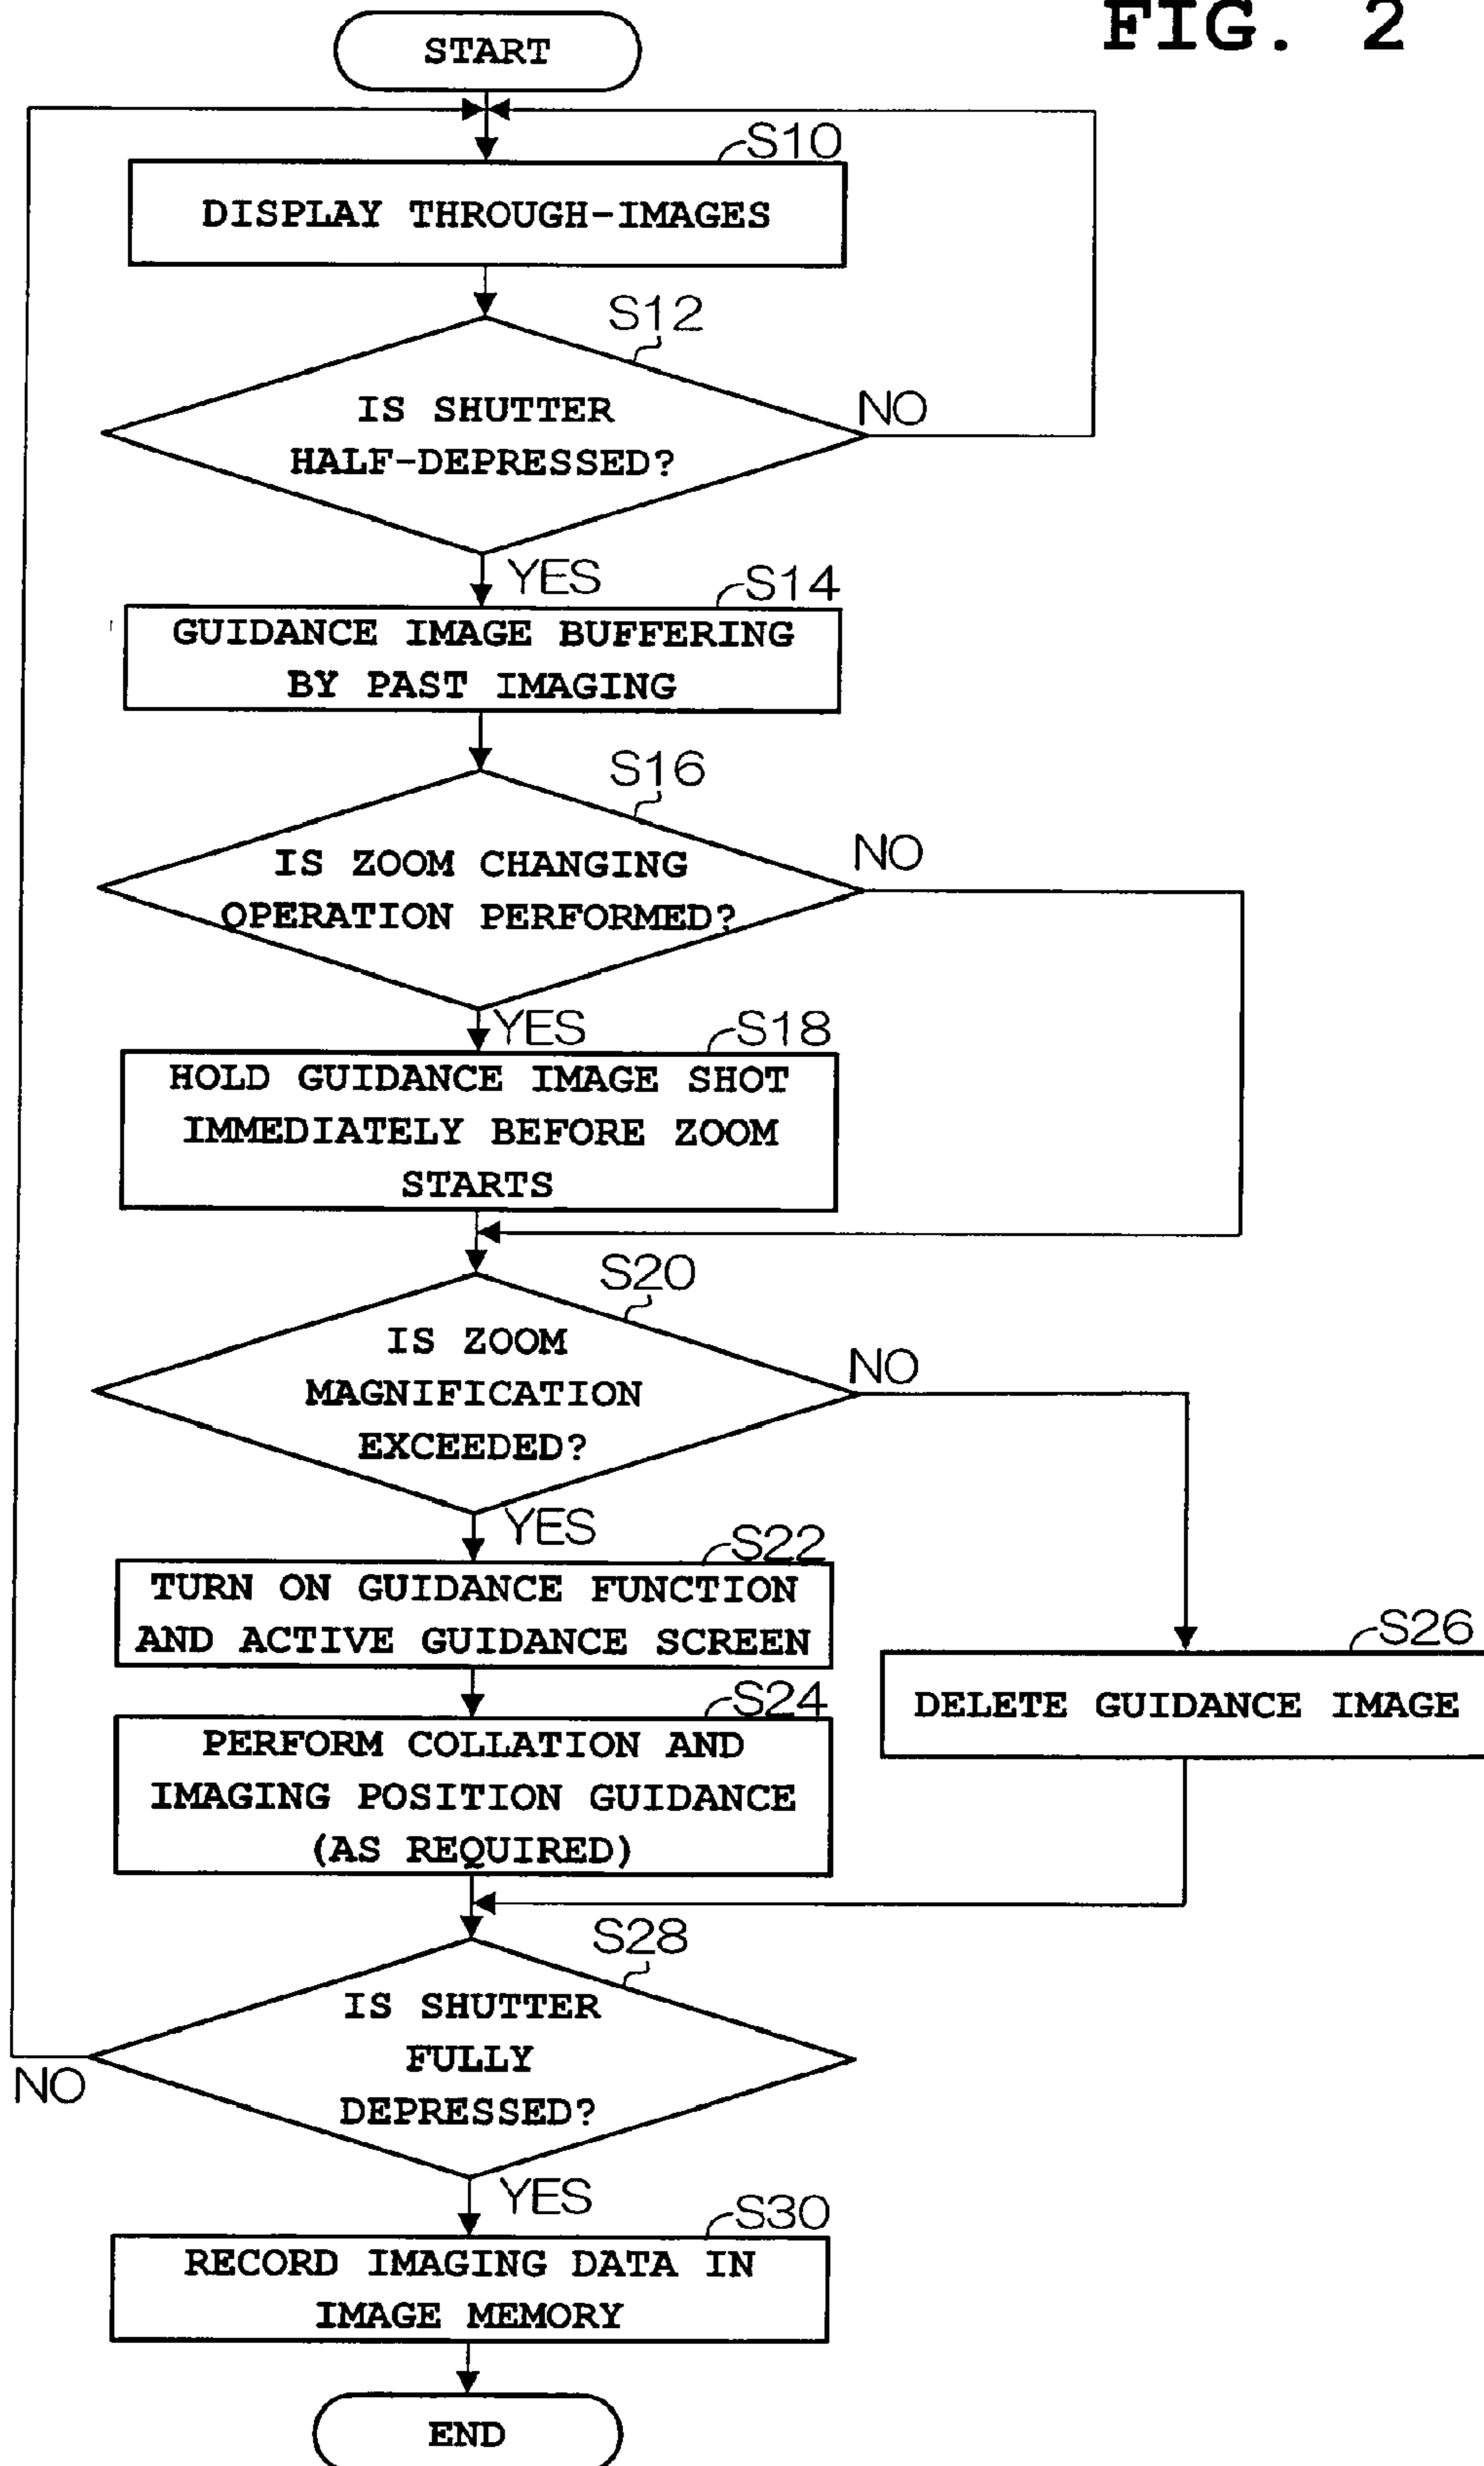 FIG. 2
START
S10
DISPLAY THROUGH-IMAGES
S12
IS SHUTTER
HALF-DEPRESSED?
NO
YES
S14
GUIDANCE IMAGE BUFFERING
BY PAST IMAGING
S16
IS ZOOM CHANGING
OPERATION PERFORMED?
NO
YES
S18
HOLD GUIDANCE IMAGE SHOT
IMMEDIATELY BEFORE ZOOM
STARTS
S20
IS ZOOM
MAGNIFICATION
EXCEEDED?
NO
YES
S22
TURN ON GUIDANCE FUNCTION
AND ACTIVE GUIDANCE SCREEN
S26
DELETE GUIDANCE IMAGE
S24
PERFORM COLLATION AND
IMAGING POSITION GUIDANCE
(AS REQUIRED)
S28
IS SHUTTER
FULLY
DEPRESSED?
NO
YES
S30
RECORD IMAGING DATA IN
IMAGE MEMORY
END